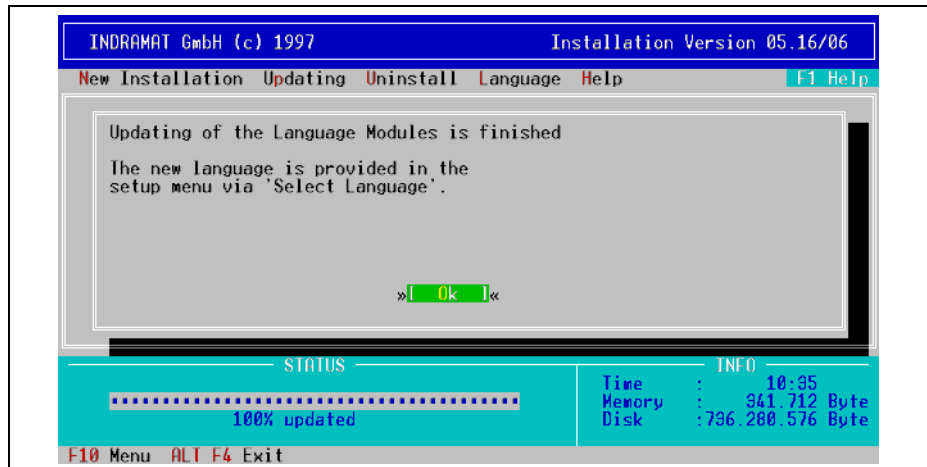 INDRAMAT GmbH (c) 1997 Installation Version 05.16/06
New Installation Updating Uninstall Language Help F1 Help
Updating of the Language Modules is finished
The new language is provided in the
setup menu via 'Select Language'.
»[ Ok ]«
STATUS
100% updated
INFO
Time : 10:35
Memory : 341.712 Byte
Disk :736.280.576 Byte
F10 Menu ALT F4 Exit